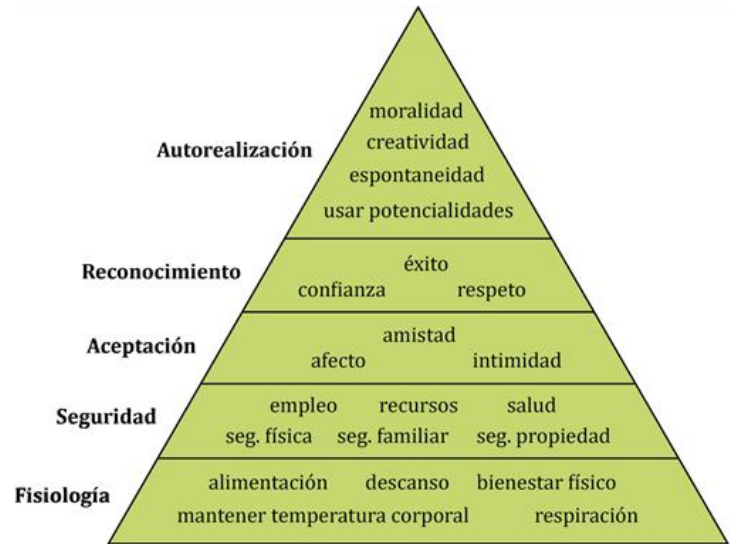 moralidad
creatividad
Autorealización
espontaneidad
usar potencialidades
éxito
Reconocimiento
confianza respeto
amistad
Aceptación
afecto intimidad
empleo recursos salud
Seguridad
seg. física seg. familiar seg. propiedad
alimentación descanso bienestar físico
Fisiología
mantener temperatura corporal respiración